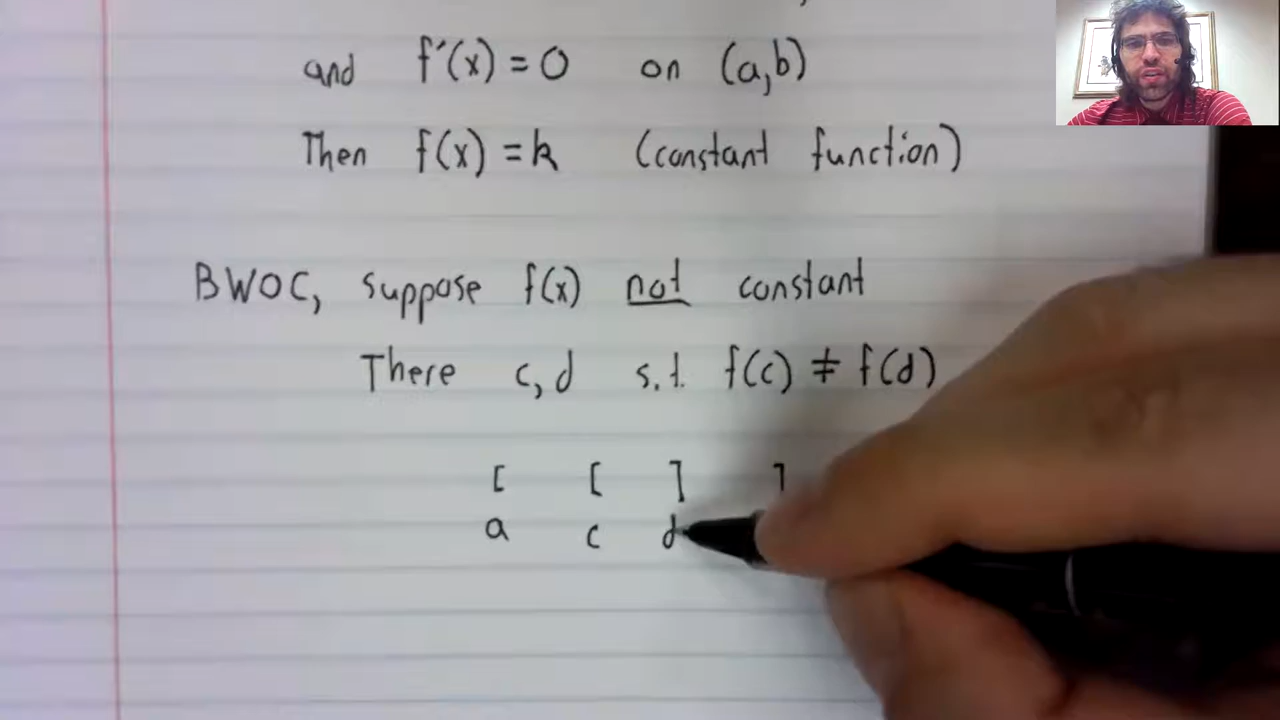 and f'(x) = 0 on (a,b)
Then f(x) = k (constant function)
BWOC, suppose f(x) not constant
There c,d s.t. f(c) ≠ f(d)
[ [ ] ]
a c d